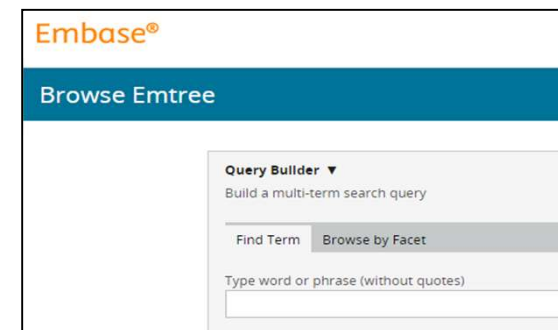 Embase®
Browse Emtree
Query Builder ▼
Build a multi-term search query
Find Term Browse by Facet
Type word or phrase (without quotes)